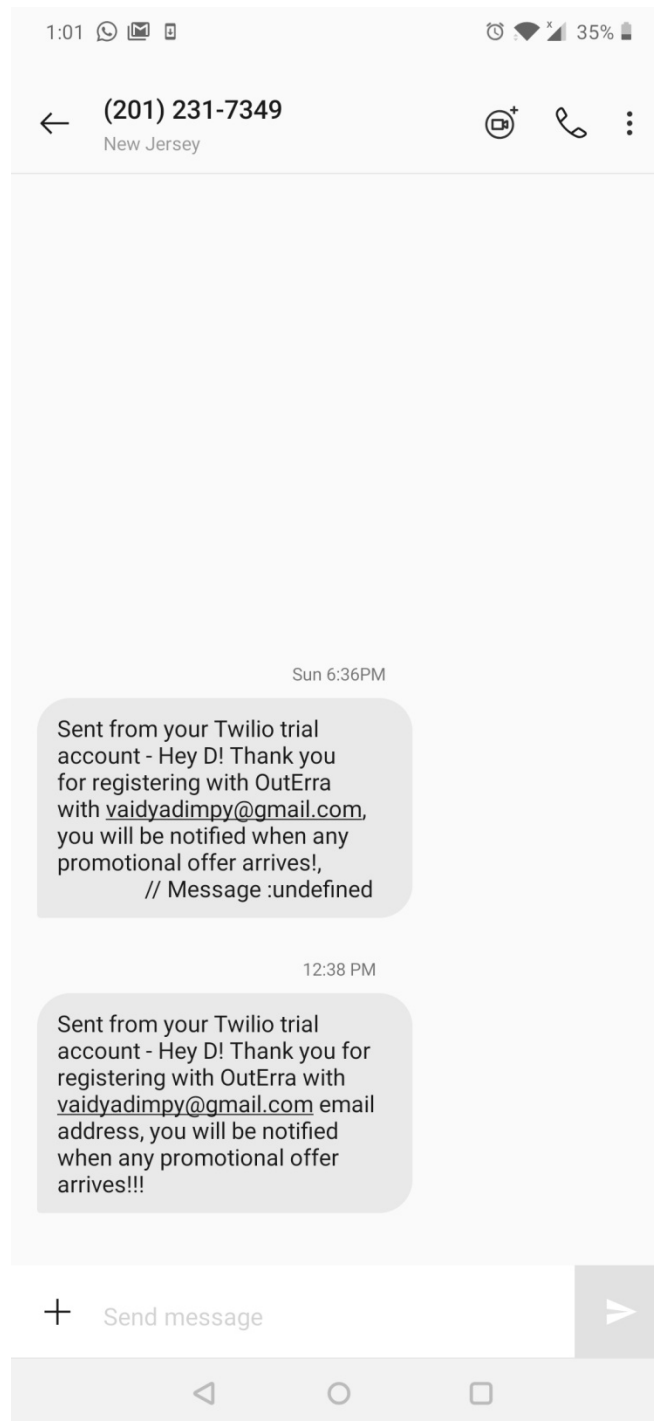 1:01 35%
(201) 231-7349
New Jersey
Sun 6:36PM
Sent from your Twilio trial
account - Hey D! Thank you
for registering with OutErra
with vaidyadimpy@gmail.com,
you will be notified when any
promotional offer arrives!,
// Message :undefined
12:38 PM
Sent from your Twilio trial
account - Hey D! Thank you for
registering with OutErra with
vaidyadimpy@gmail.com email
address, you will be notified
when any promotional offer
arrives!!!
Send message